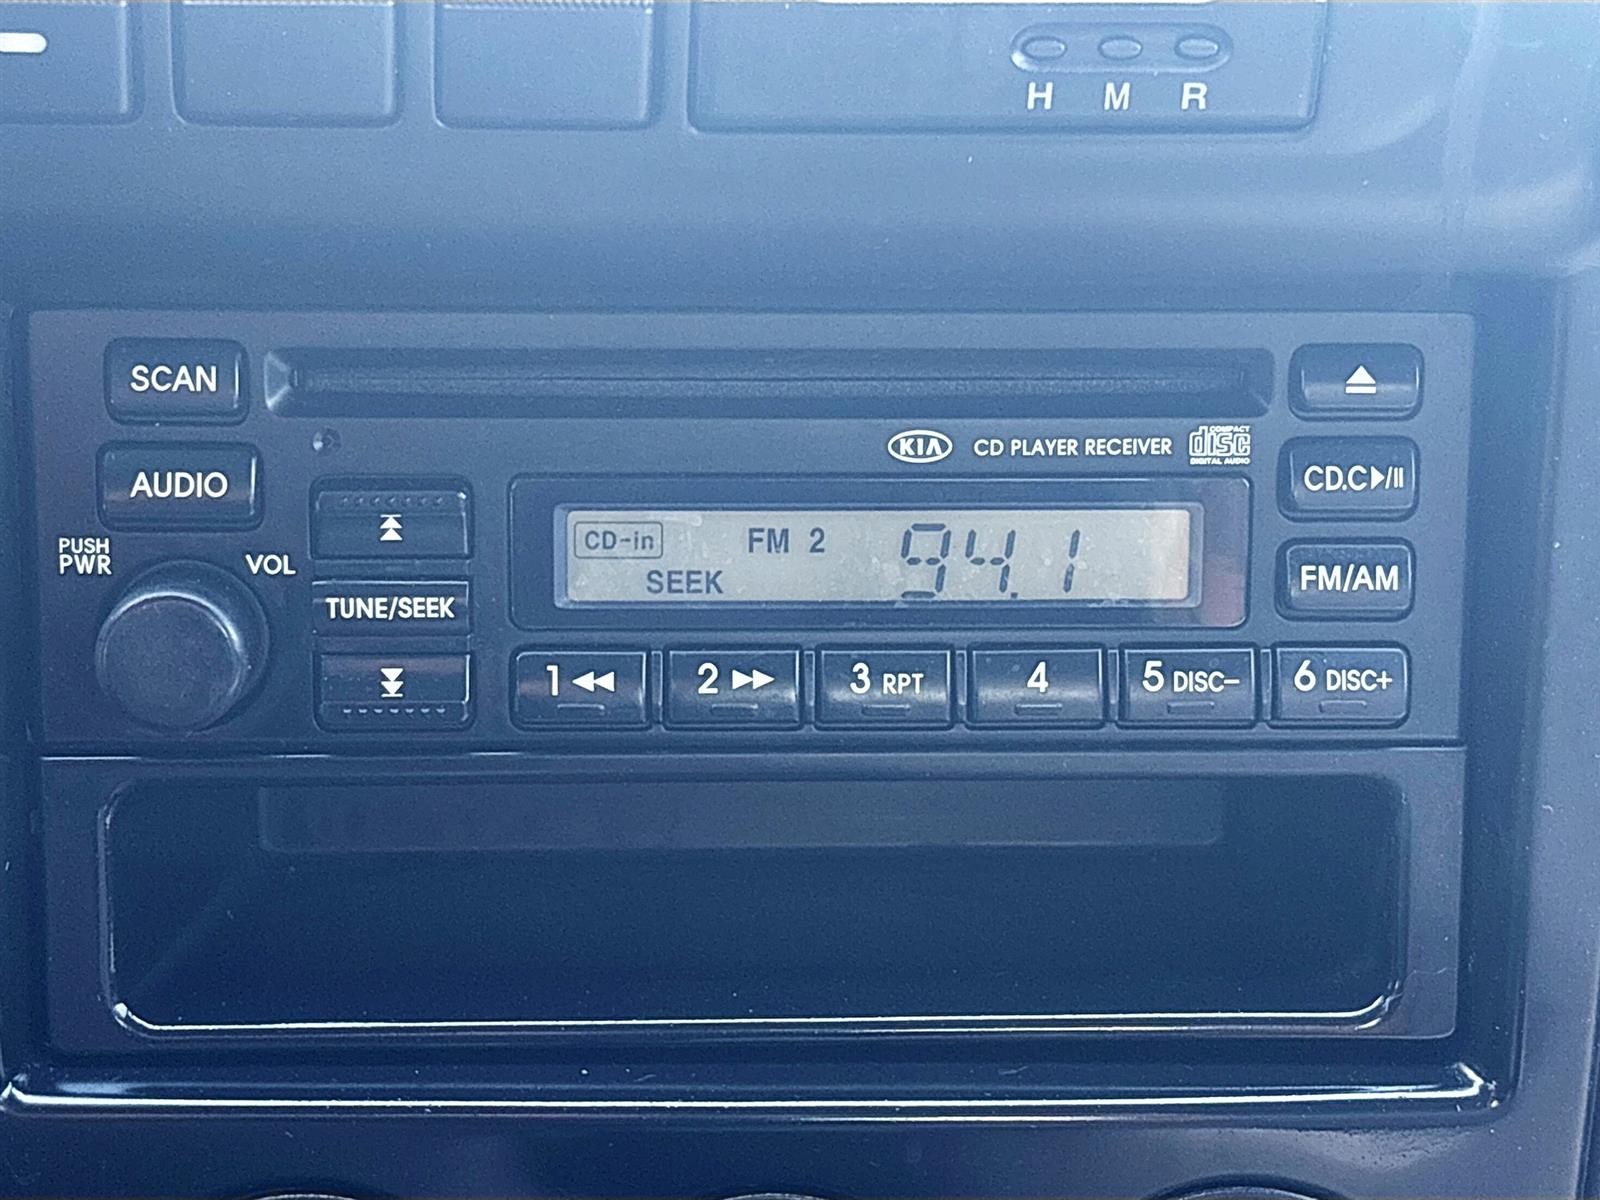 H M R
SCAN
KIA CD PLAYER RECEIVER COMPACT disc DIGITAL AUDIO
AUDIO
CD.C
PUSH
PWR
VOL
TUNE/SEEK
CD-in FM 2 94.1
SEEK
FM/AM
1 2 3 RPT 4 5 DISC– 6 DISC+